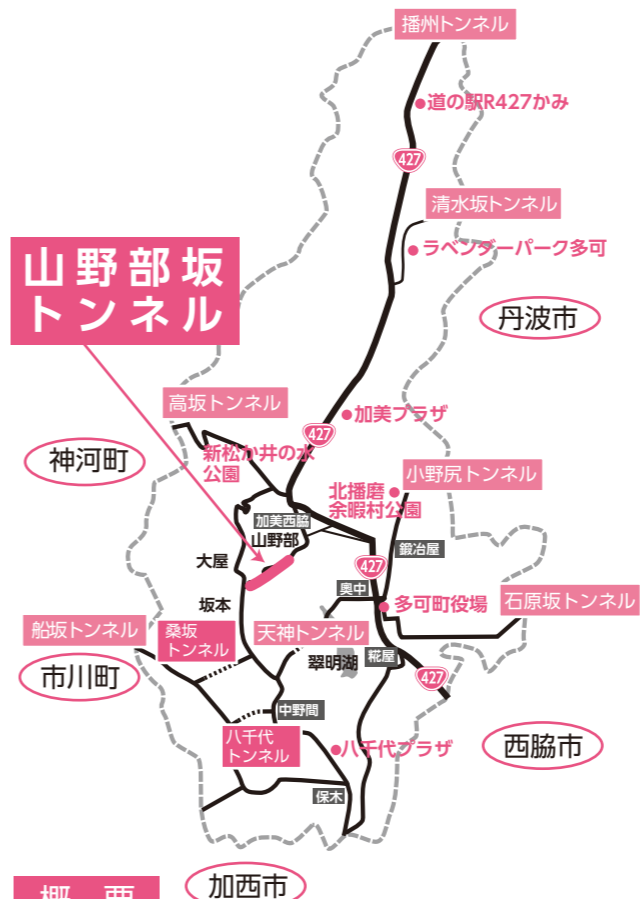 播州トンネル
道の駅R427かみ
427
清水坂トンネル
ラベンダーパーク多可
山野部坂
トンネル
丹波市
高坂トンネル
加美プラザ
427
神河町
新松か井の水
公園
小野尻トンネル
北播磨
余暇村公園
加美西脇
山野部
鍛冶屋
大屋
427
奥中
坂本
多可町役場
石原坂トンネル
船坂トンネル
桑坂
トンネル
天神トンネル
翠明湖
糀屋
市川町
427
中野間
八千代
トンネル
八千代プラザ
西脇市
保木
加西市
概要